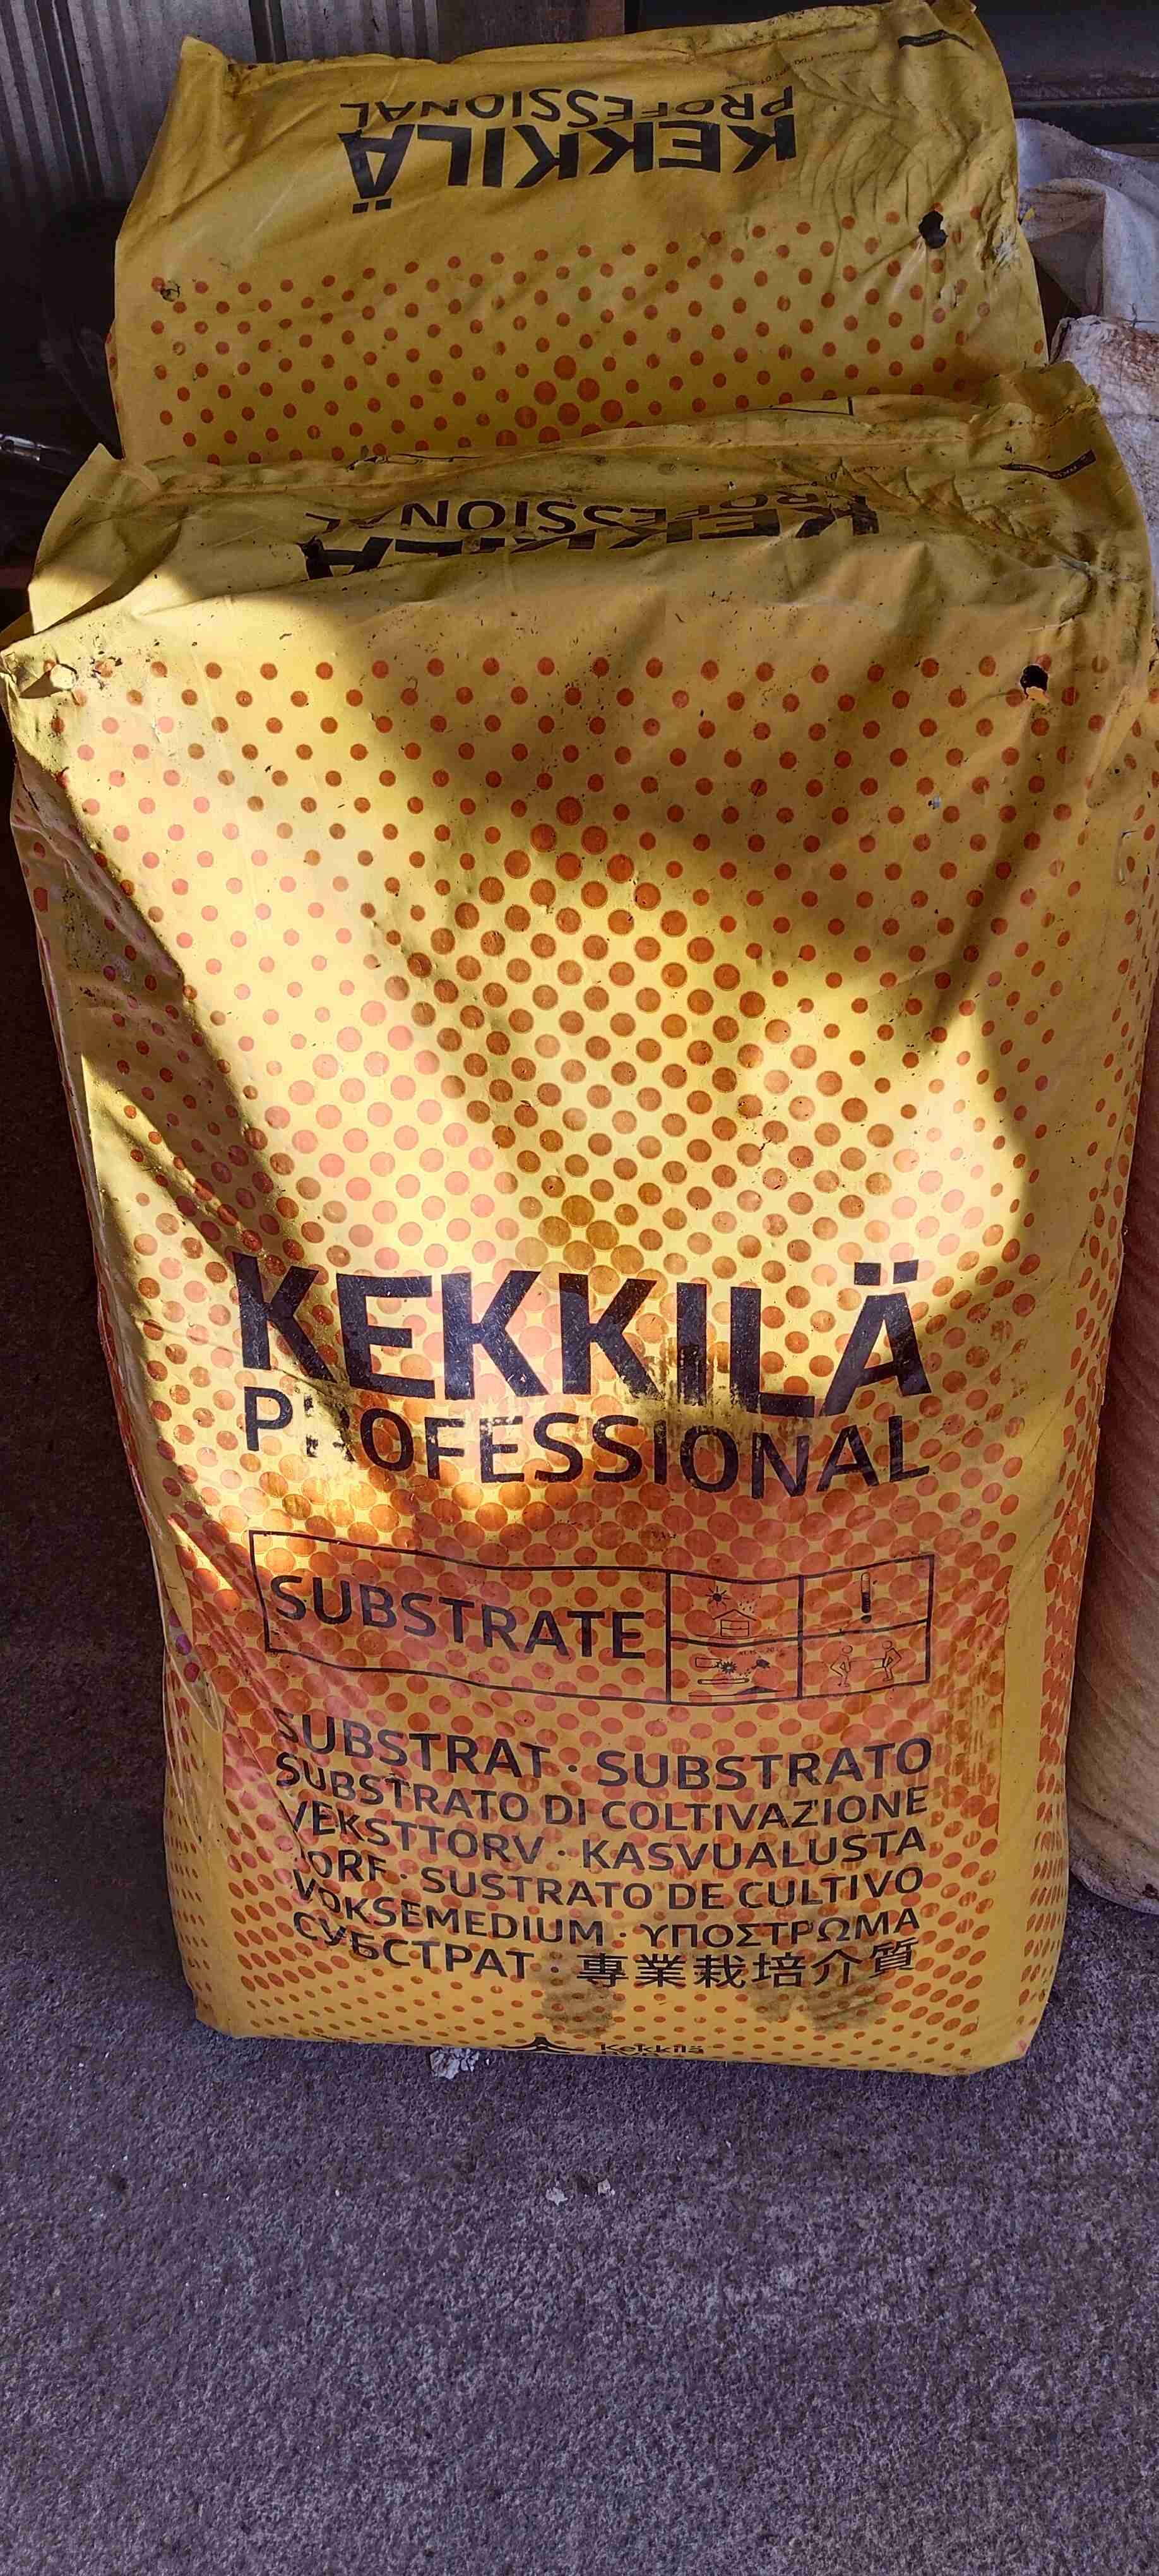 KEKKILÄ
PROFESSIONAL
KEKKILÄ
PROFESSIONAL
KEKKILÄ
PROFESSIONAL
SUBSTRATE
SUBSTRAT · SUBSTRATO
SUBSTRATO DI COLTIVAZIONE
VEKSTTORV · KASVUALUSTA
JORF · SUSTRATO DE CULTIVO
VOKSEMEDIUM · ΥΠΟΣΤΡΩΜΑ
СУБСТРАТ · 專業栽培介質
Kekkilä